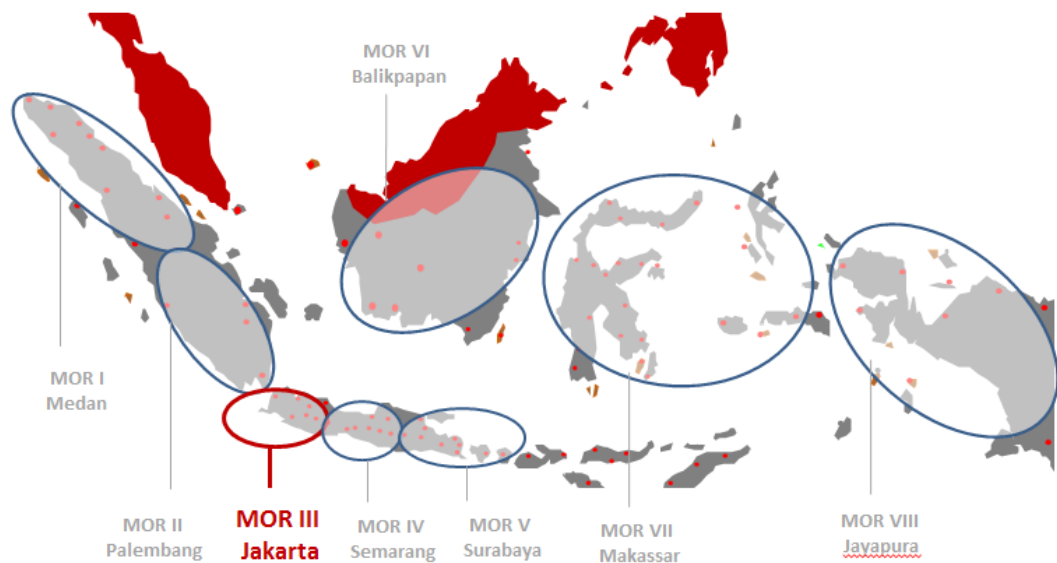 MOR VI
Balikpapan
MOR I
Medan
MOR II
Palembang
MOR III
Jakarta
MOR IV
Semarang
MOR V
Surabaya
MOR VII
Makassar
MOR VIII
Jayapura